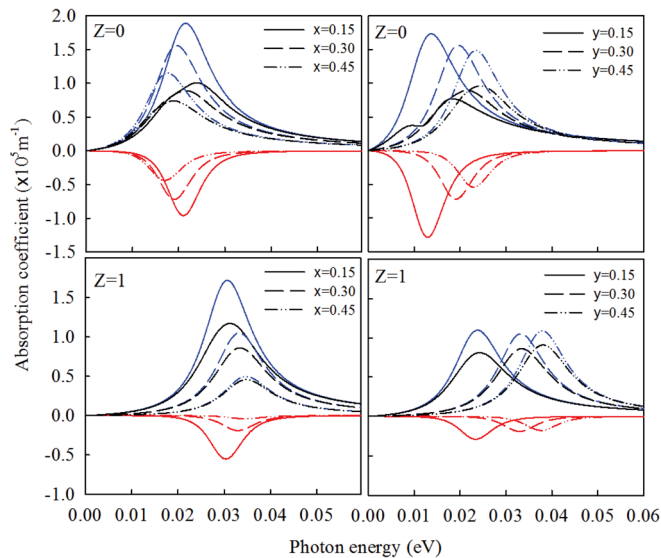 Absorption coefficient (x10⁵m⁻¹)
2.0
1.5
1.0
0.5
0.0
-0.5
-1.0
-1.5
Z=0
x=0.15
x=0.30
x=0.45
Z=0
y=0.15
y=0.30
y=0.45
1.5
1.0
0.5
0.0
-0.5
-1.0
Z=1
x=0.15
x=0.30
x=0.45
Z=1
y=0.15
y=0.30
y=0.45
0.00 0.01 0.02 0.03 0.04 0.05 0.00 0.01 0.02 0.03 0.04 0.05 0.06
Photon energy (eV)